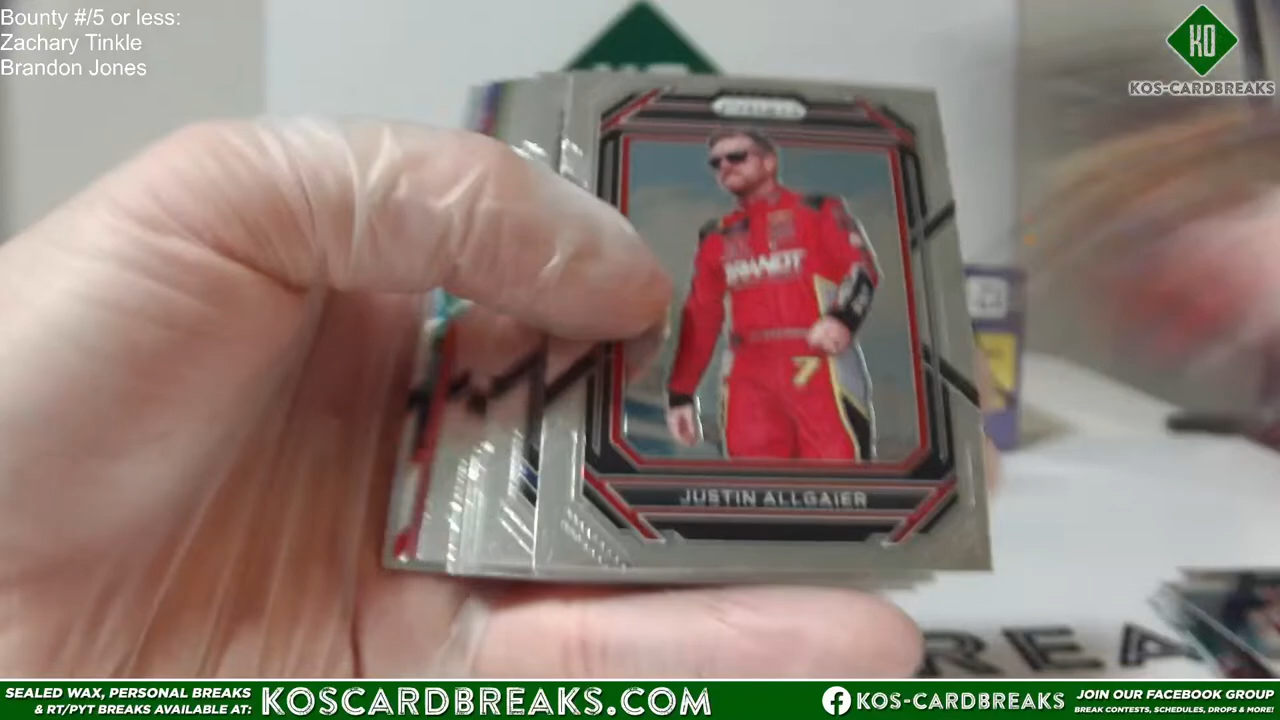 Bounty #/5 or less:
Zachary Tinkle
Brandon Jones
KO
KOS-CARDBREAKS
PRIZM
BRANDT
7
JUSTIN ALLGAIER
REA
SEALED WAX, PERSONAL BREAKS
& RT/PYT BREAKS AVAILABLE AT:
KOSCARDBREAKS.COM
KOS-CARDBREAKS
JOIN OUR FACEBOOK GROUP
BREAK CONTESTS, SCHEDULES, DROPS & MORE!